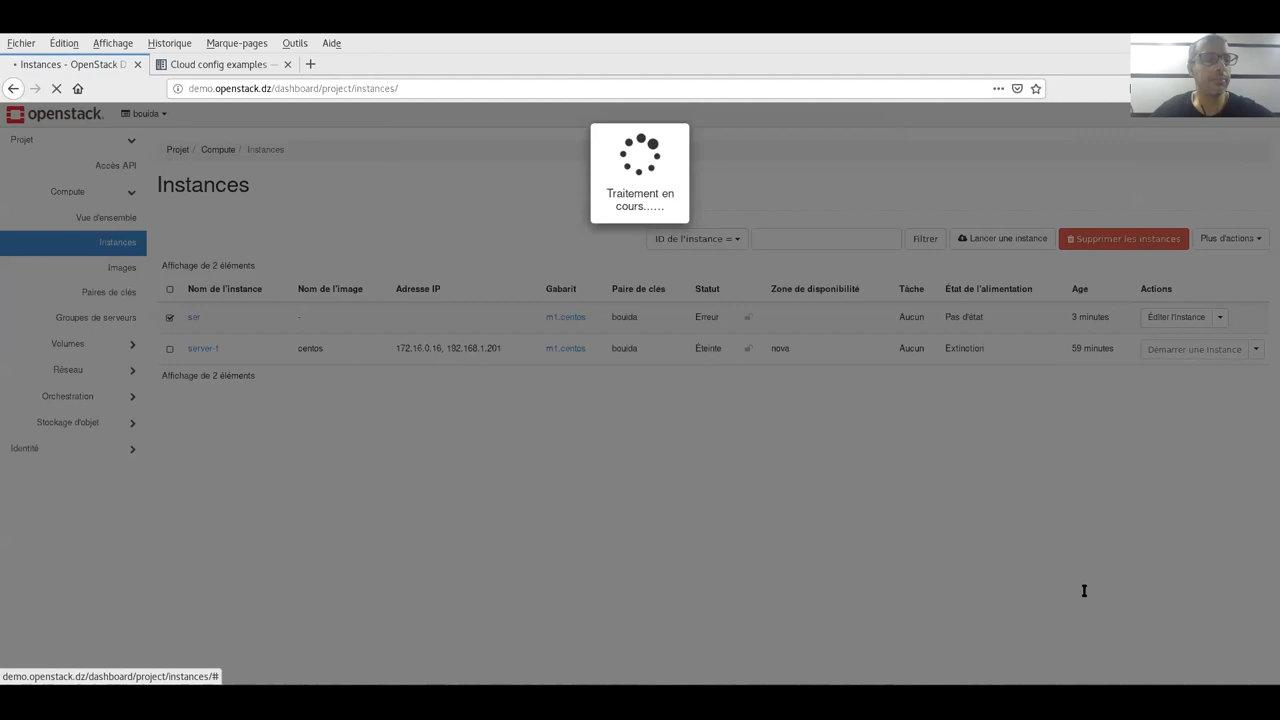 Fichier Édition Affichage Historique Marque-pages Outils Aide
Instances - OpenStack D
Cloud config examples
demo.openstack.dz/dashboard/project/instances/
openstack. bouida
Projet
Accès API
Compute
Vue d'ensemble
Instances
Images
Paires de clés
Groupes de serveurs
Volumes
Réseau
Orchestration
Stockage d'objet
Identité
Projet / Compute / Instances
Instances
Traitement en
cours......
ID de l'instance = Filtrer Lancer une instance Supprimer les instances Plus d'actions
Affichage de 2 éléments
Nom de l'instance Nom de l'image Adresse IP Gabarit Paire de clés Statut Zone de disponibilité Tâche État de l'alimentation Age Actions
ser - m1.centos bouida Erreur Aucun Pas d'état 3 minutes Éditer l'instance
server-1 centos 172.16.0.16, 192.168.1.201 m1.centos bouida Éteinte nova Aucun Extinction 59 minutes Démarrer une instance
Affichage de 2 éléments
demo.openstack.dz/dashboard/project/instances/#